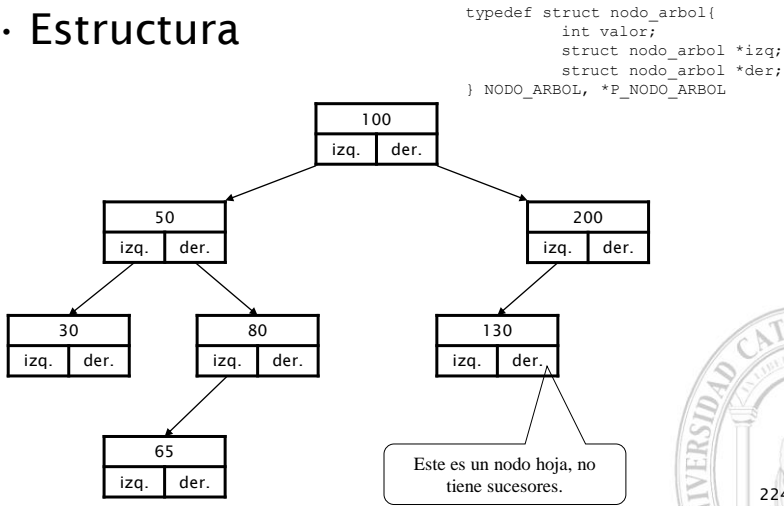 • Estructura
typedef struct nodo_arbol{
int valor;
struct nodo_arbol *izq;
struct nodo_arbol *der;
} NODO_ARBOL, *P_NODO_ARBOL
100
izq. der.
50
izq. der.
200
izq. der.
30
izq. der.
80
izq. der.
130
izq. der.
65
izq. der.
Este es un nodo hoja, no
tiene sucesores.
224